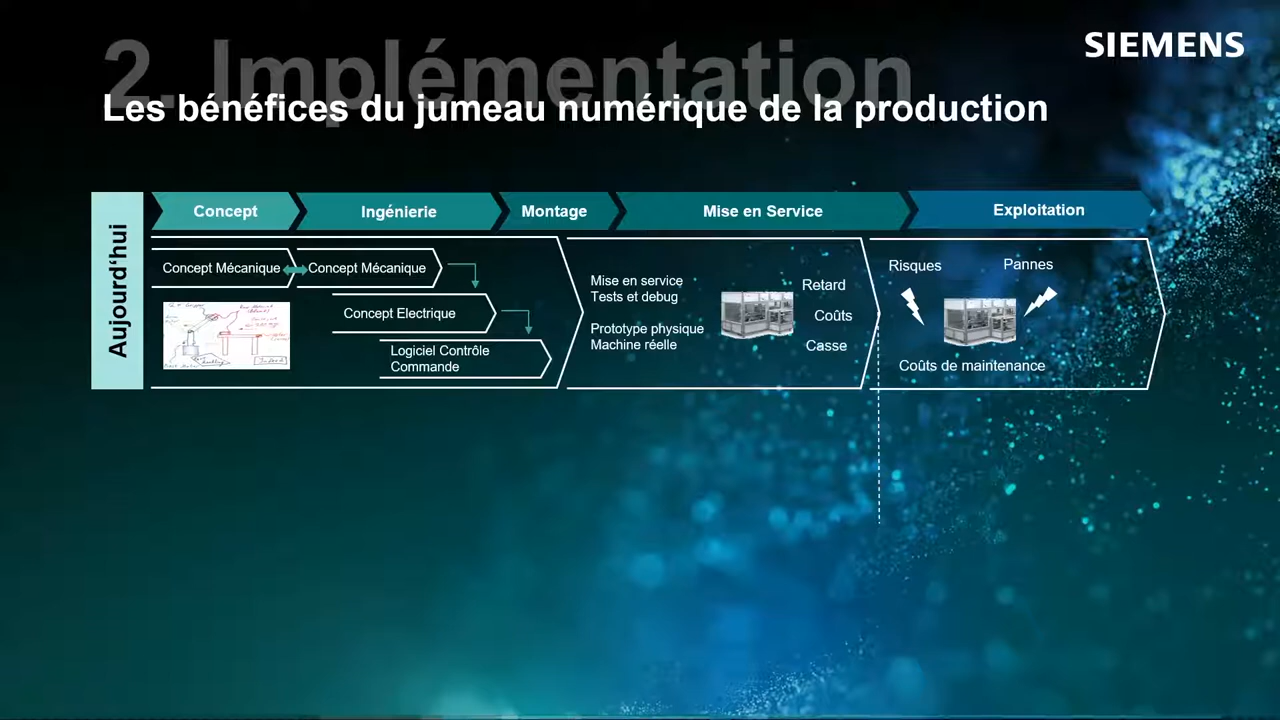 2. Implémentation
SIEMENS
Les bénéfices du jumeau numérique de la production
Aujourd‘hui
Concept
Ingénierie
Montage
Mise en Service
Exploitation
Concept Mécanique
Concept Mécanique
Concept Electrique
Logiciel Contrôle
Commande
Mise en service
Tests et debug
Prototype physique
Machine réelle
Retard
Coûts
Casse
Risques
Pannes
Coûts de maintenance